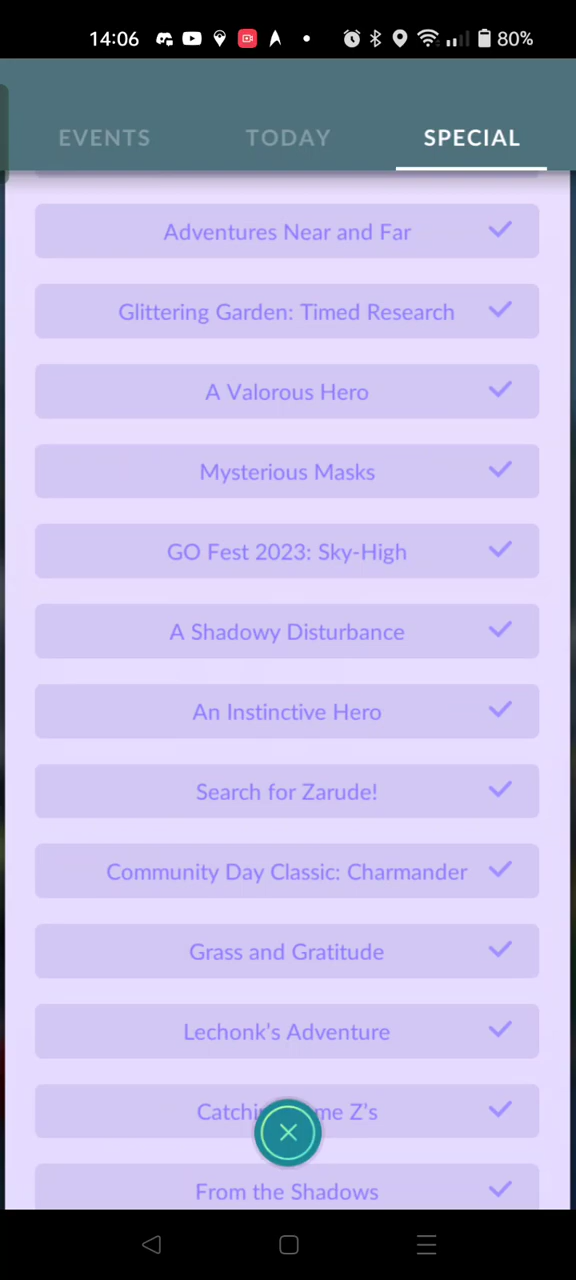 14:06
80%
EVENTS
TODAY
SPECIAL
Adventures Near and Far
Glittering Garden: Timed Research
A Valorous Hero
Mysterious Masks
GO Fest 2023: Sky-High
A Shadowy Disturbance
An Instinctive Hero
Search for Zarude!
Community Day Classic: Charmander
Grass and Gratitude
Lechonk's Adventure
Z's
From the Shadows